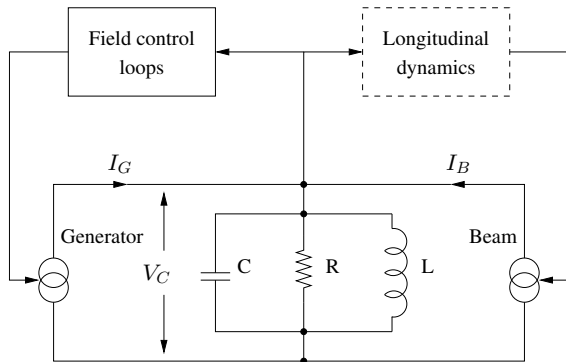 Field control
loops
Longitudinal
dynamics
I_G
I_B
Generator
V_C
C
R
L
Beam